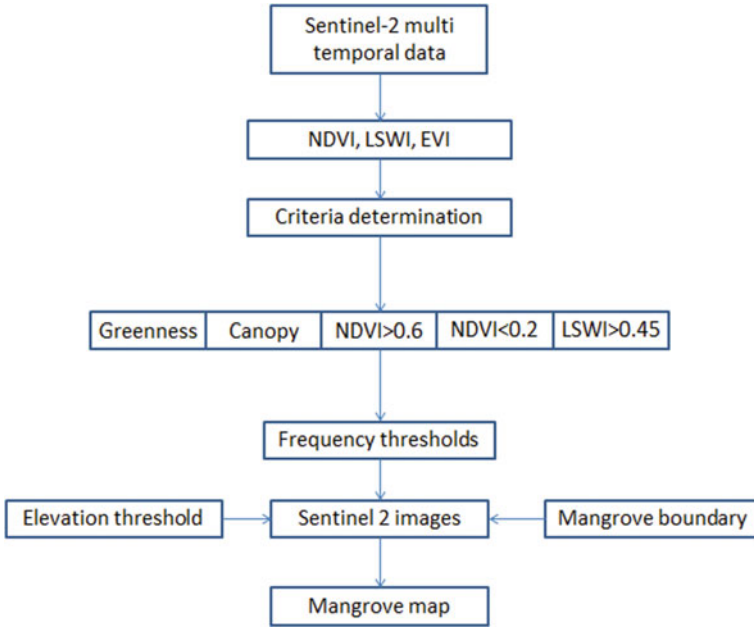 Sentinel-2 multi
temporal data
NDVI, LSWI, EVI
Criteria determination
Greenness
Canopy
NDVI>0.6
NDVI<0.2
LSWI>0.45
Frequency thresholds
Elevation threshold
Sentinel 2 images
Mangrove boundary
Mangrove map